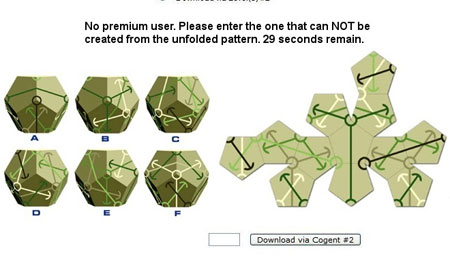 No premium user. Please enter the one that can NOT be
created from the unfolded pattern. 29 seconds remain.
A B C
D E F
Download via Cogent #2